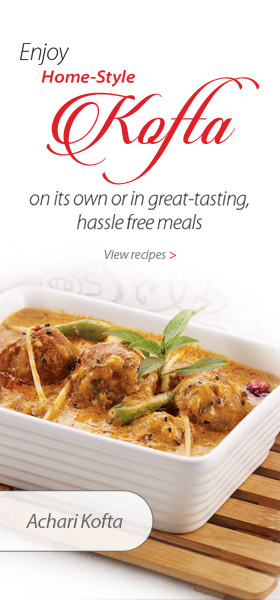 Enjoy
Home-Style
Kofta
on its own or in great-tasting,
hassle free meals
View recipes >
Achari Kofta